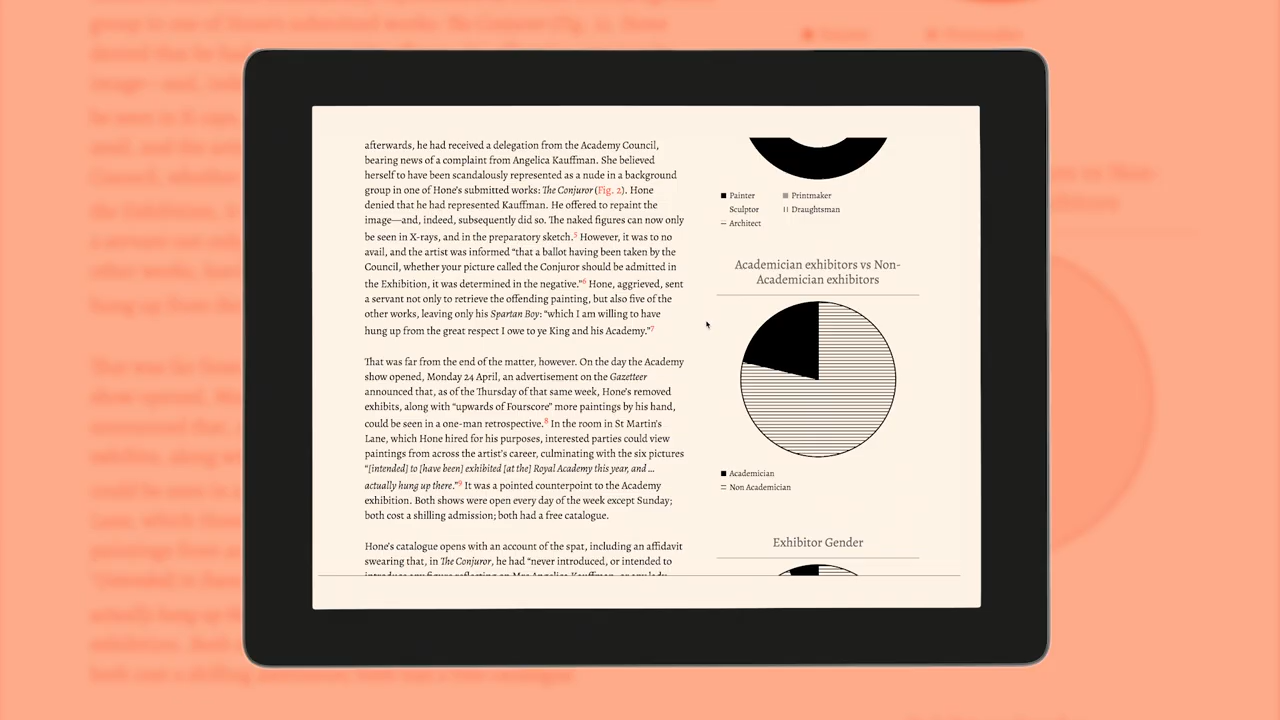 afterwards, he had received a delegation from the Academy Council,
bearing news of a complaint from Angelica Kauffman. She believed
herself to have been scandalously represented as a nude in a background
group in one of Hone's submitted works: The Conjuror (Fig. 2). Hone
denied that he had represented Kauffman. He offered to repaint the
image—and, indeed, subsequently did so. The naked figures can now only
be seen in X-rays, and in the preparatory sketch.5 However, it was to no
avail, and the artist was informed “that a ballot having been taken by the
Council, whether your picture called the Conjuror should be admitted in
the Exhibition, it was determined in the negative.”6 Hone, aggrieved, sent
a servant not only to retrieve the offending painting, but also five of the
other works, leaving only his Spartan Boy: “which I am willing to have
hung up from the great respect I owe to ye King and his Academy.”7
That was far from the end of the matter, however. On the day the Academy
show opened, Monday 24 April, an advertisement on the Gazetteer
announced that, as of the Thursday of that same week, Hone's removed
exhibits, along with “upwards of Fourscore” more paintings by his hand,
could be seen in a one-man retrospective.8 In the room in St Martin's
Lane, which Hone hired for his purposes, interested parties could view
paintings from across the artist's career, culminating with the six pictures
“[intended] to [have been] exhibited [at the] Royal Academy this year, and ...
actually hung up there.”9 It was a pointed counterpoint to the Academy
exhibition. Both shows were open every day of the week except Sunday;
both cost a shilling admission; both had a free catalogue.
Hone's catalogue opens with an account of the spat, including an affidavit
swearing that, in The Conjuror, he had “never introduced, or intended to
introduce any figure reflecting on Mrs Angelica Kauffman, or any lady
Painter
Printmaker
Sculptor
Draughtsman
Architect
Academician exhibitors vs Non-
Academician exhibitors
Academician
Non Academician
Exhibitor Gender